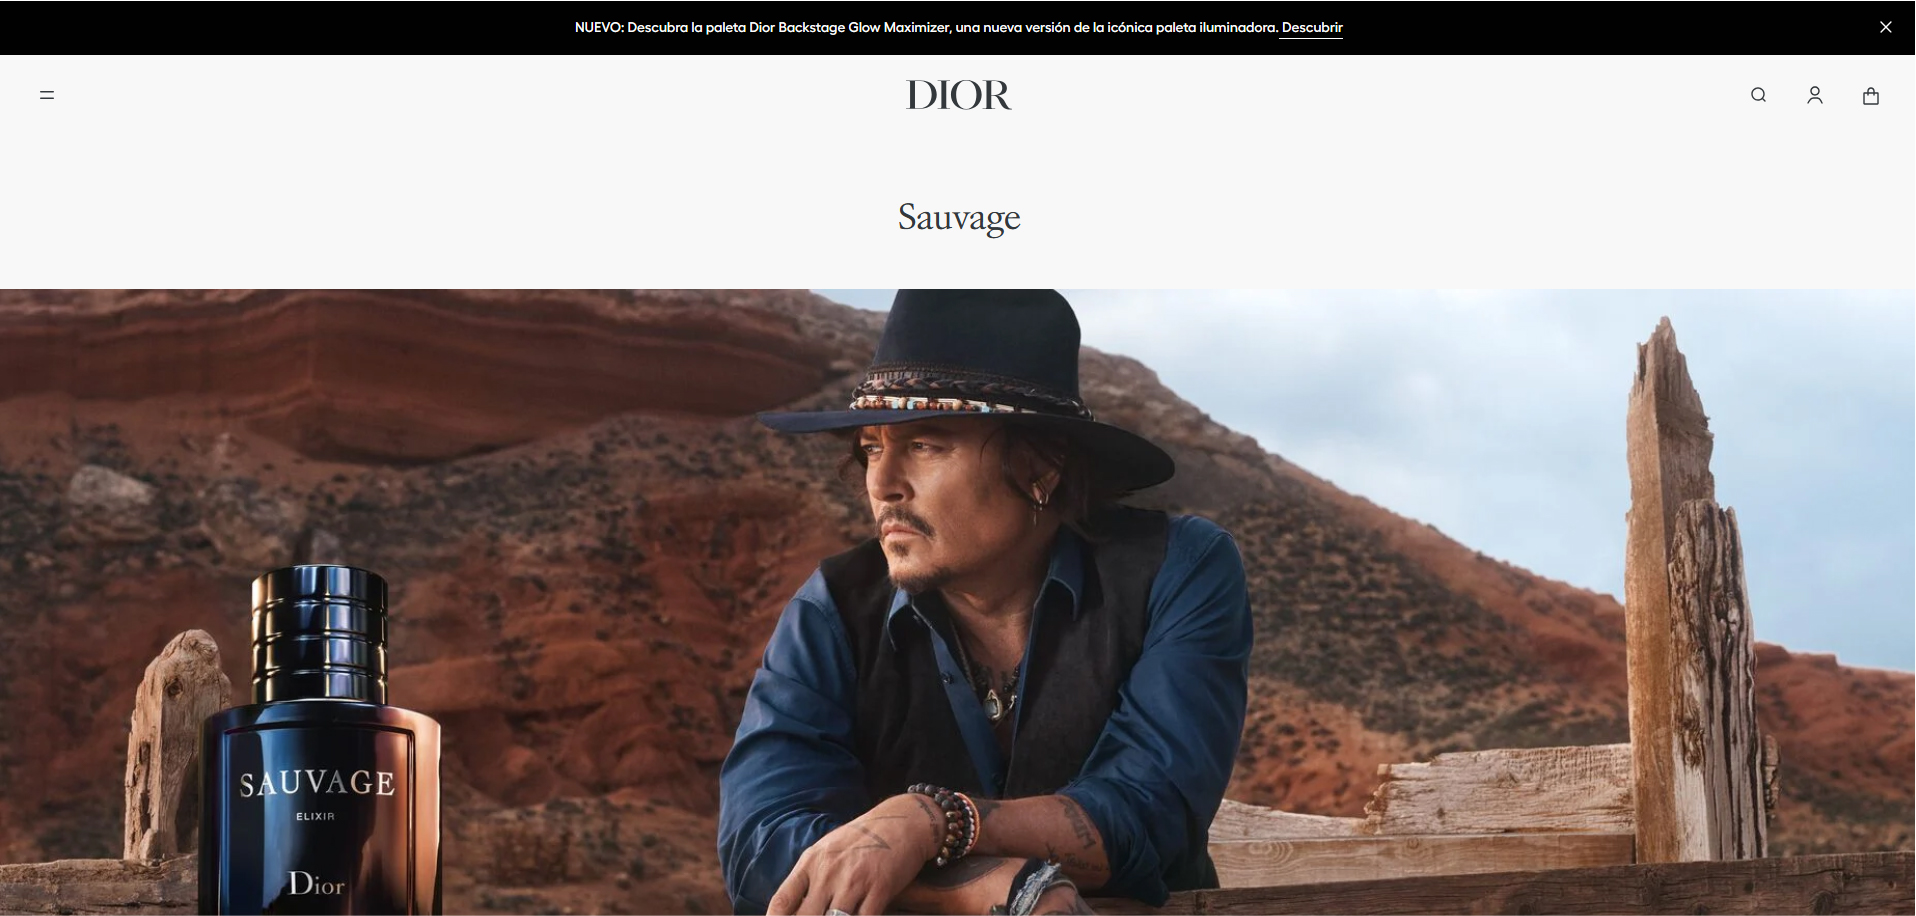 NUEVO: Descubra la paleta Dior Backstage Glow Maximizer, una nueva versión de la icónica paleta iluminadora. Descubrir
DIOR
Sauvage
SAUVAGE
ELIXIR
Dior